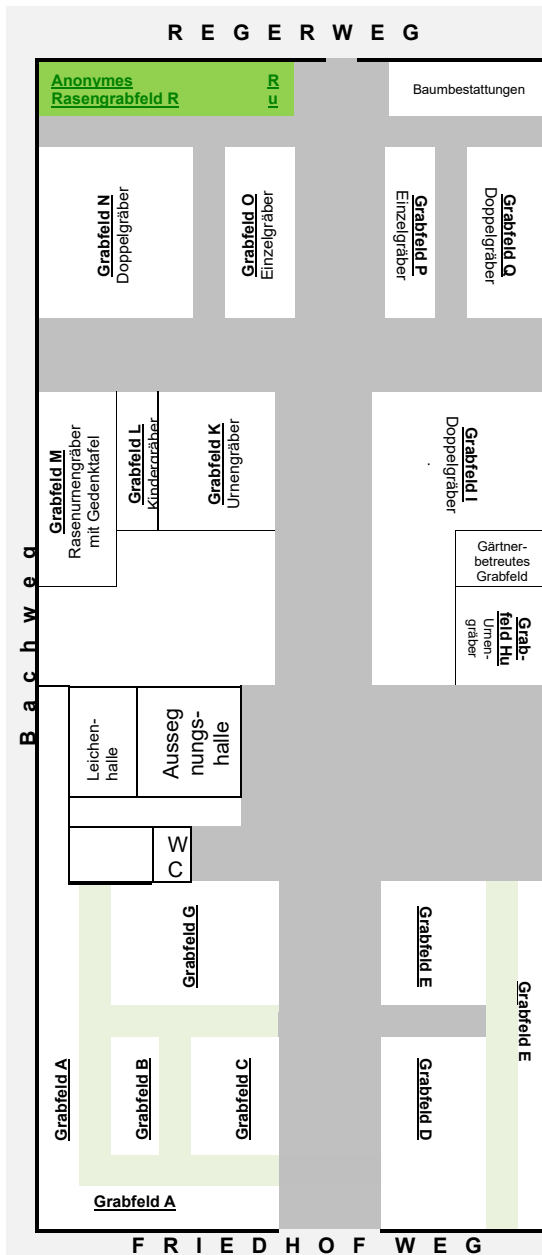 R E G E R W E G
Anonymes R
Rasengrabfeld R u
Baumbestattungen
Grabfeld N
Doppelgräber
Grabfeld O
Einzelgräber
Grabfeld P
Einzelgräber
Grabfeld Q
Doppelgräber
Grabfeld M
Rasenurnengräber
mit Gedenktafel
Grabfeld L
Kindergräber
Grabfeld K
Urnengräber
Grabfeld I
Doppelgräber
.
Gärtner-
betreutes
Grabfeld
Grab-
feld Hu
Urnen-
gräber
B a c h w e g
Leichen-
halle
Ausseg
nungs-
halle
W
C
Grabfeld G
Grabfeld E
Grabfeld E
Grabfeld A
Grabfeld B
Grabfeld C
Grabfeld D
Grabfeld A
F R I E D H O F W E G